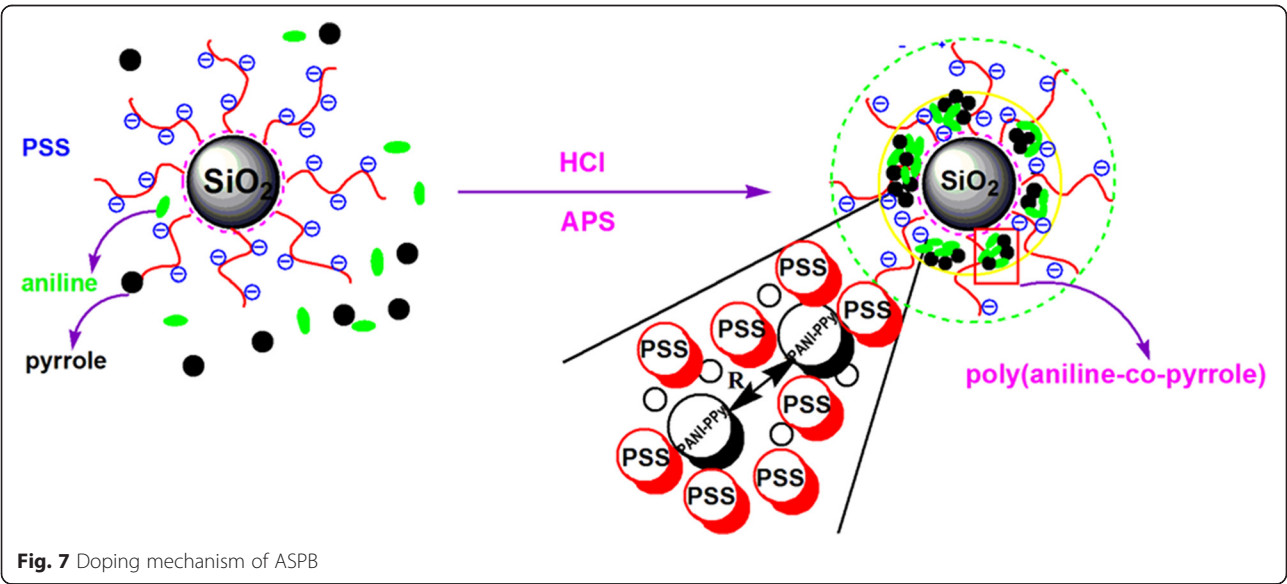 PSS
SiO2
aniline
pyrrole
HCl
APS
SiO2
poly(aniline-co-pyrrole)
PSS
PSS
PSS
PSS
PANI-PPy
R
PSS
PANI-PPy
PSS
PSS
PSS
Fig. 7 Doping mechanism of ASPB